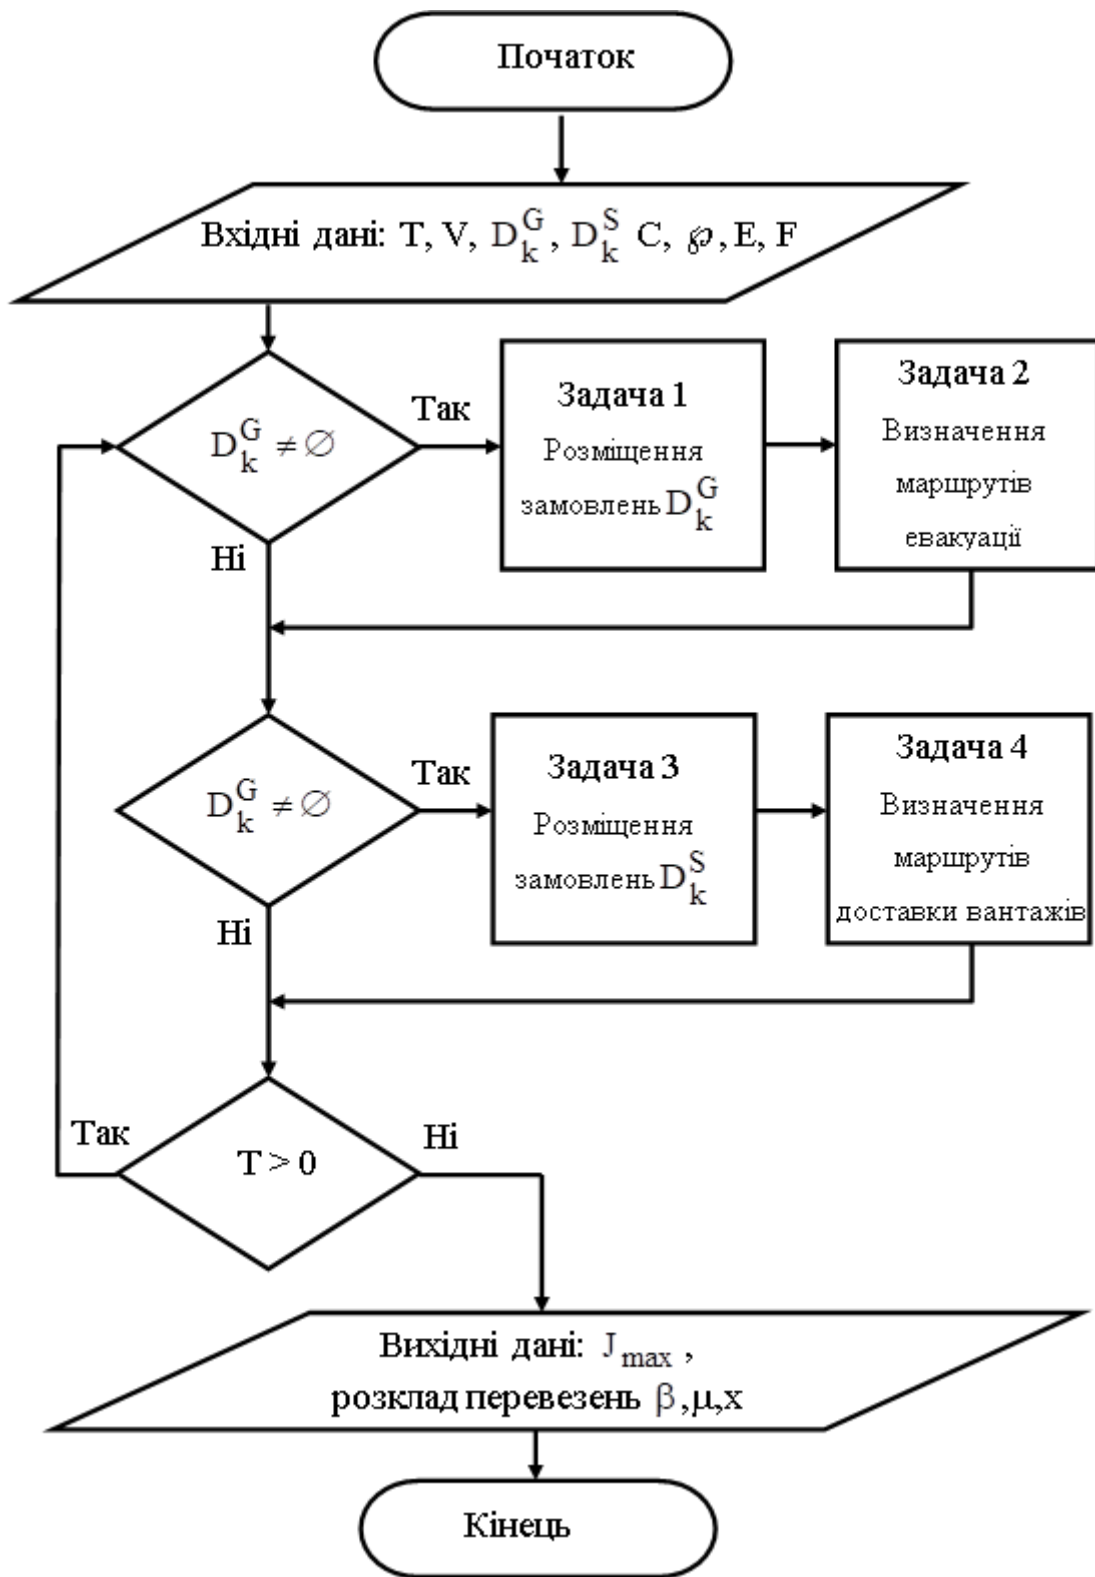 Початок
Вхідні дані: T, V, D_k^G, D_k^S C, ℘, E, F
D_k^G ≠ ∅
Так
Ні
Задача 1
Розміщення
замовлень D_k^G
Задача 2
Визначення
маршрутів
евакуації
D_k^G ≠ ∅
Так
Ні
Задача 3
Розміщення
замовлень D_k^S
Задача 4
Визначення
маршрутів
доставки вантажів
T > 0
Так
Ні
Вихідні дані: J_max ,
розклад перевезень β,μ,x
Кінець